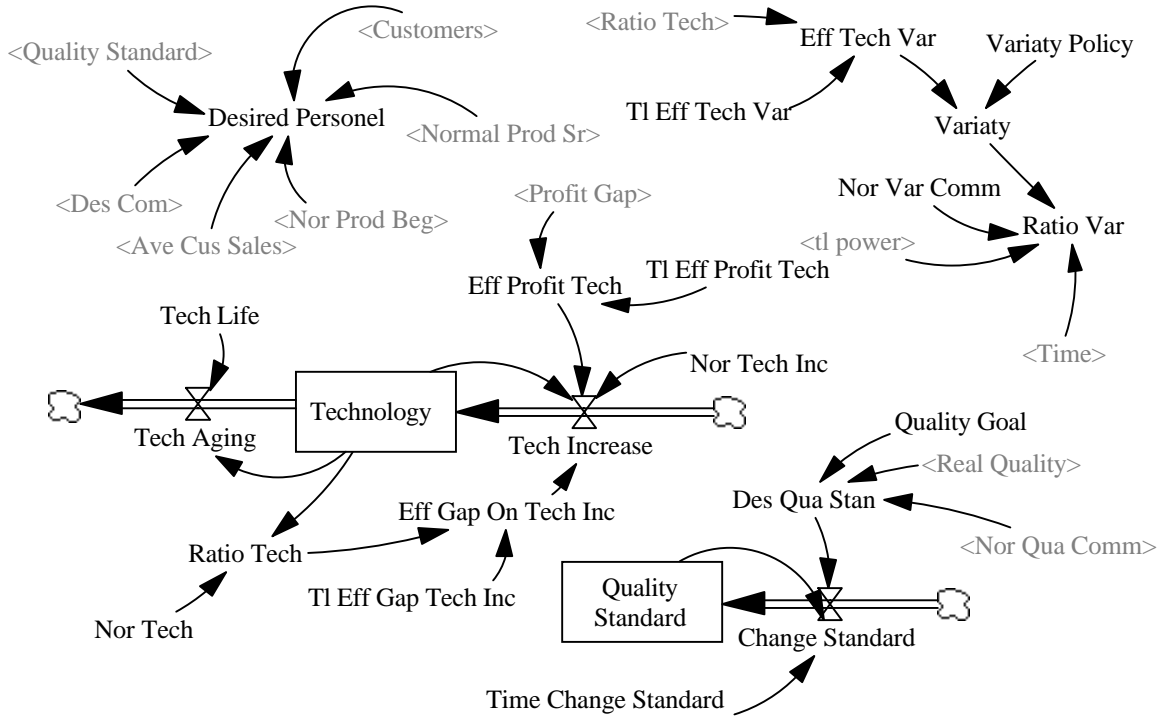 <Customers>
<Ratio Tech>
<Quality Standard>
Eff Tech Var
Variaty Policy
Tl Eff Tech Var
Desired Personel
<Normal Prod Sr>
Variaty
Nor Var Comm
<Des Com>
<Profit Gap>
<Nor Prod Beg>
Ratio Var
<Ave Cus Sales>
<tl power>
Tl Eff Profit Tech
Eff Profit Tech
Tech Life
<Time>
Nor Tech Inc
Technology
Tech Aging
Tech Increase
Quality Goal
<Real Quality>
Des Qua Stan
Eff Gap On Tech Inc
<Nor Qua Comm>
Ratio Tech
Tl Eff Gap Tech Inc
Quality
Standard
Nor Tech
Change Standard
Time Change Standard